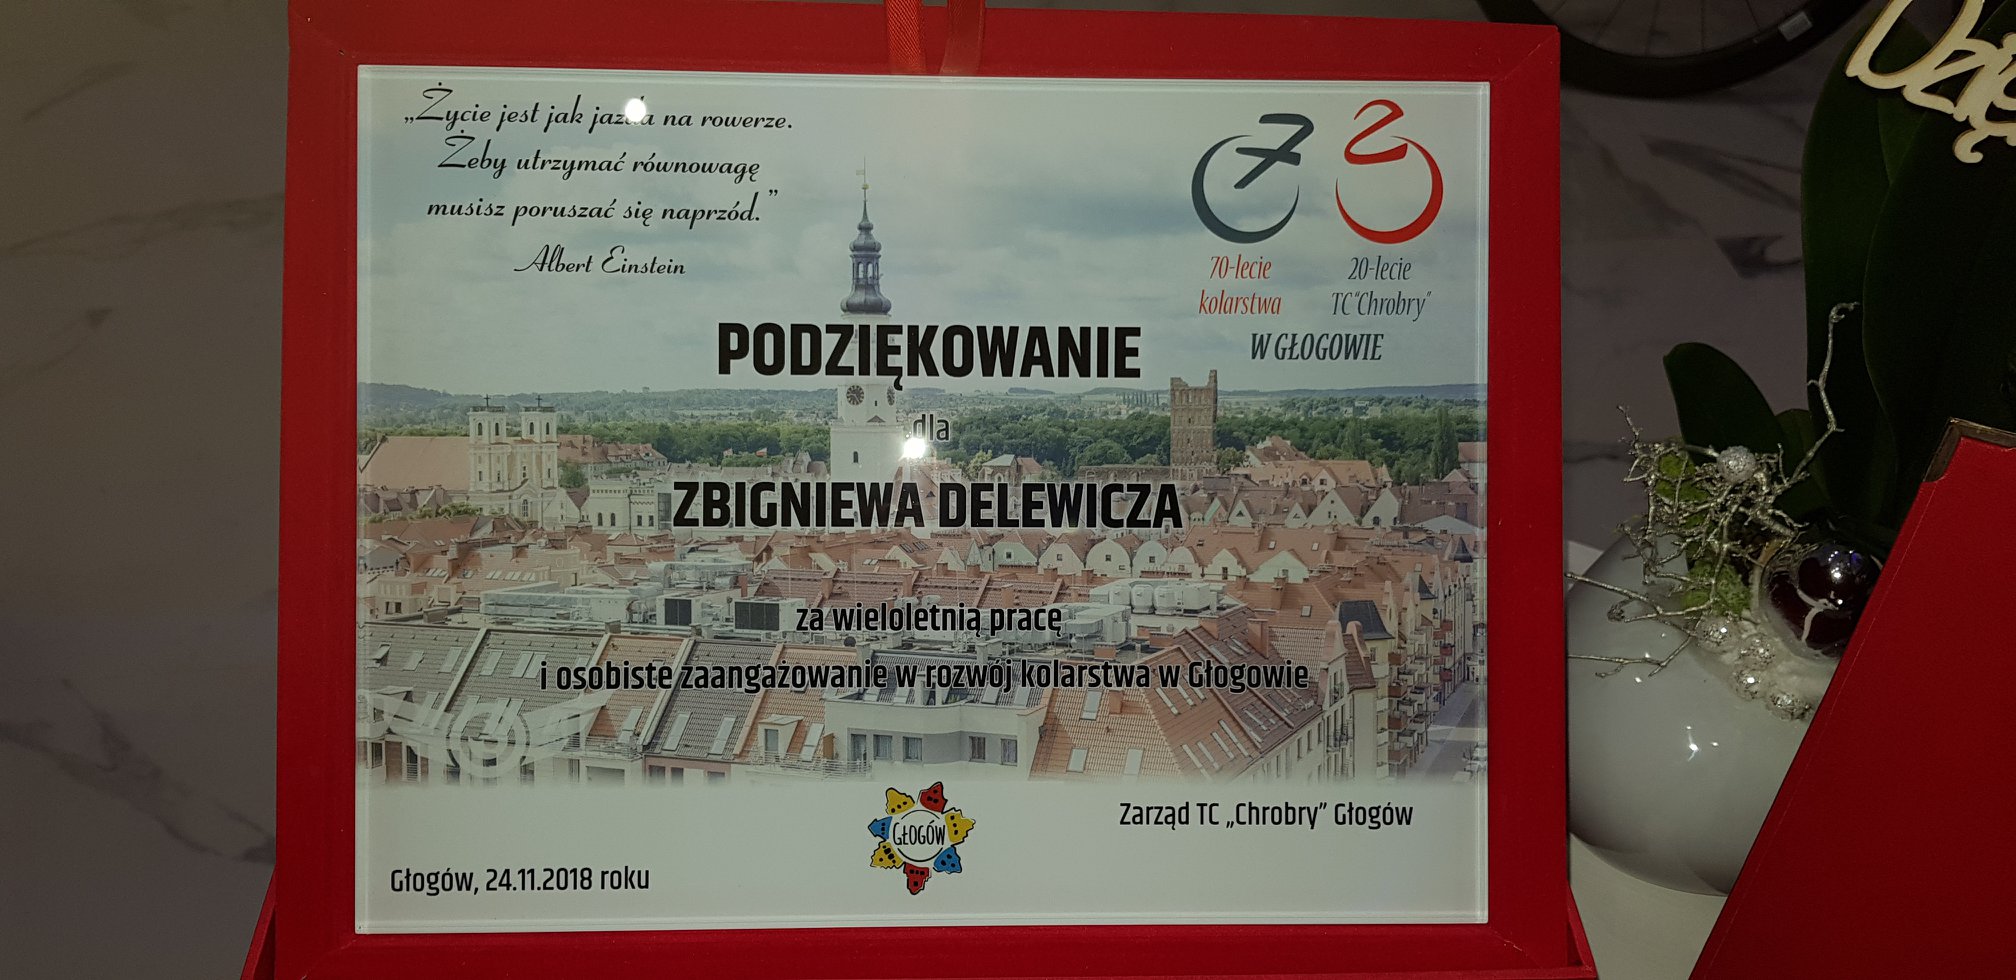 „Życie jest jak jazda na rowerze.
Żeby utrzymać równowagę
musisz poruszać się naprzód.”
Albert Einstein
7 2
70-lecie kolarstwa
20-lecie TC"Chrobry"
W GŁOGOWIE
PODZIĘKOWANIE
dla
ZBIGNIEWA DELEWICZA
za wieloletnią pracę
i osobiste zaangażowanie w rozwój kolarstwa w Głogowie
GŁOGÓW
Zarząd TC „Chrobry” Głogów
Głogów, 24.11.2018 roku